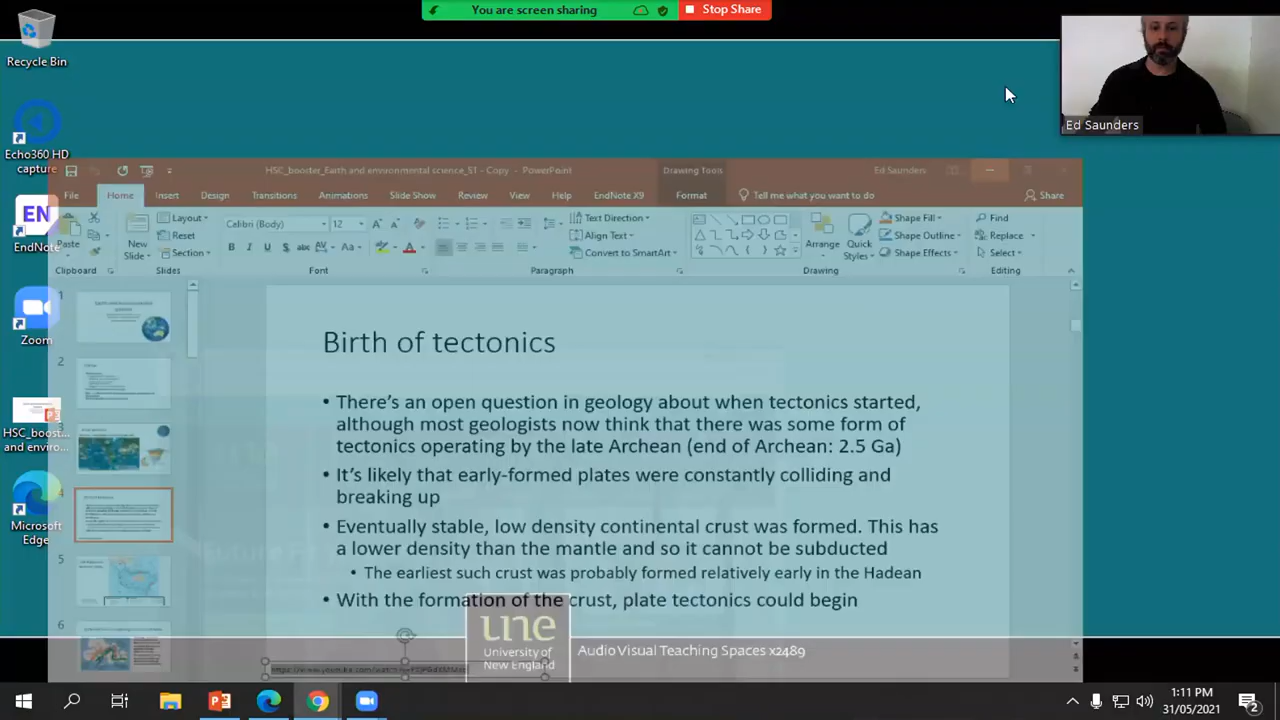 You are screen sharing
Stop Share
Recycle Bin
Ed Saunders
Echo360 HD
capture
EndNote
Zoom
HSC_boost...
and enviro...
Microsoft
Edge
HSC_booster_Earth and environmental science_S1 - Copy - PowerPoint
Drawing Tools
Ed Saunders
File Home Insert Design Transitions Animations Slide Show Review View Help EndNote X9 Format Tell me what you want to do Share
Paste
Clipboard
New
Slide
Layout
Reset
Section
Slides
Calibri (Body) 12
Font
Text Direction
Align Text
Convert to SmartArt
Paragraph
Arrange
Quick
Styles
Shape Fill
Shape Outline
Shape Effects
Drawing
Find
Replace
Select
Editing
1
2
3
4
5
6
Birth of tectonics
• There's an open question in geology about when tectonics started,
although most geologists now think that there was some form of
tectonics operating by the late Archean (end of Archean: 2.5 Ga)
• It's likely that early-formed plates were constantly colliding and
breaking up
• Eventually stable, low density continental crust was formed. This has
a lower density than the mantle and so it cannot be subducted
• The earliest such crust was probably formed relatively early in the Hadean
• With the formation of the crust, plate tectonics could begin
une
University of
New England
Audio Visual Teaching Spaces x2489
1:11 PM
31/05/2021
2